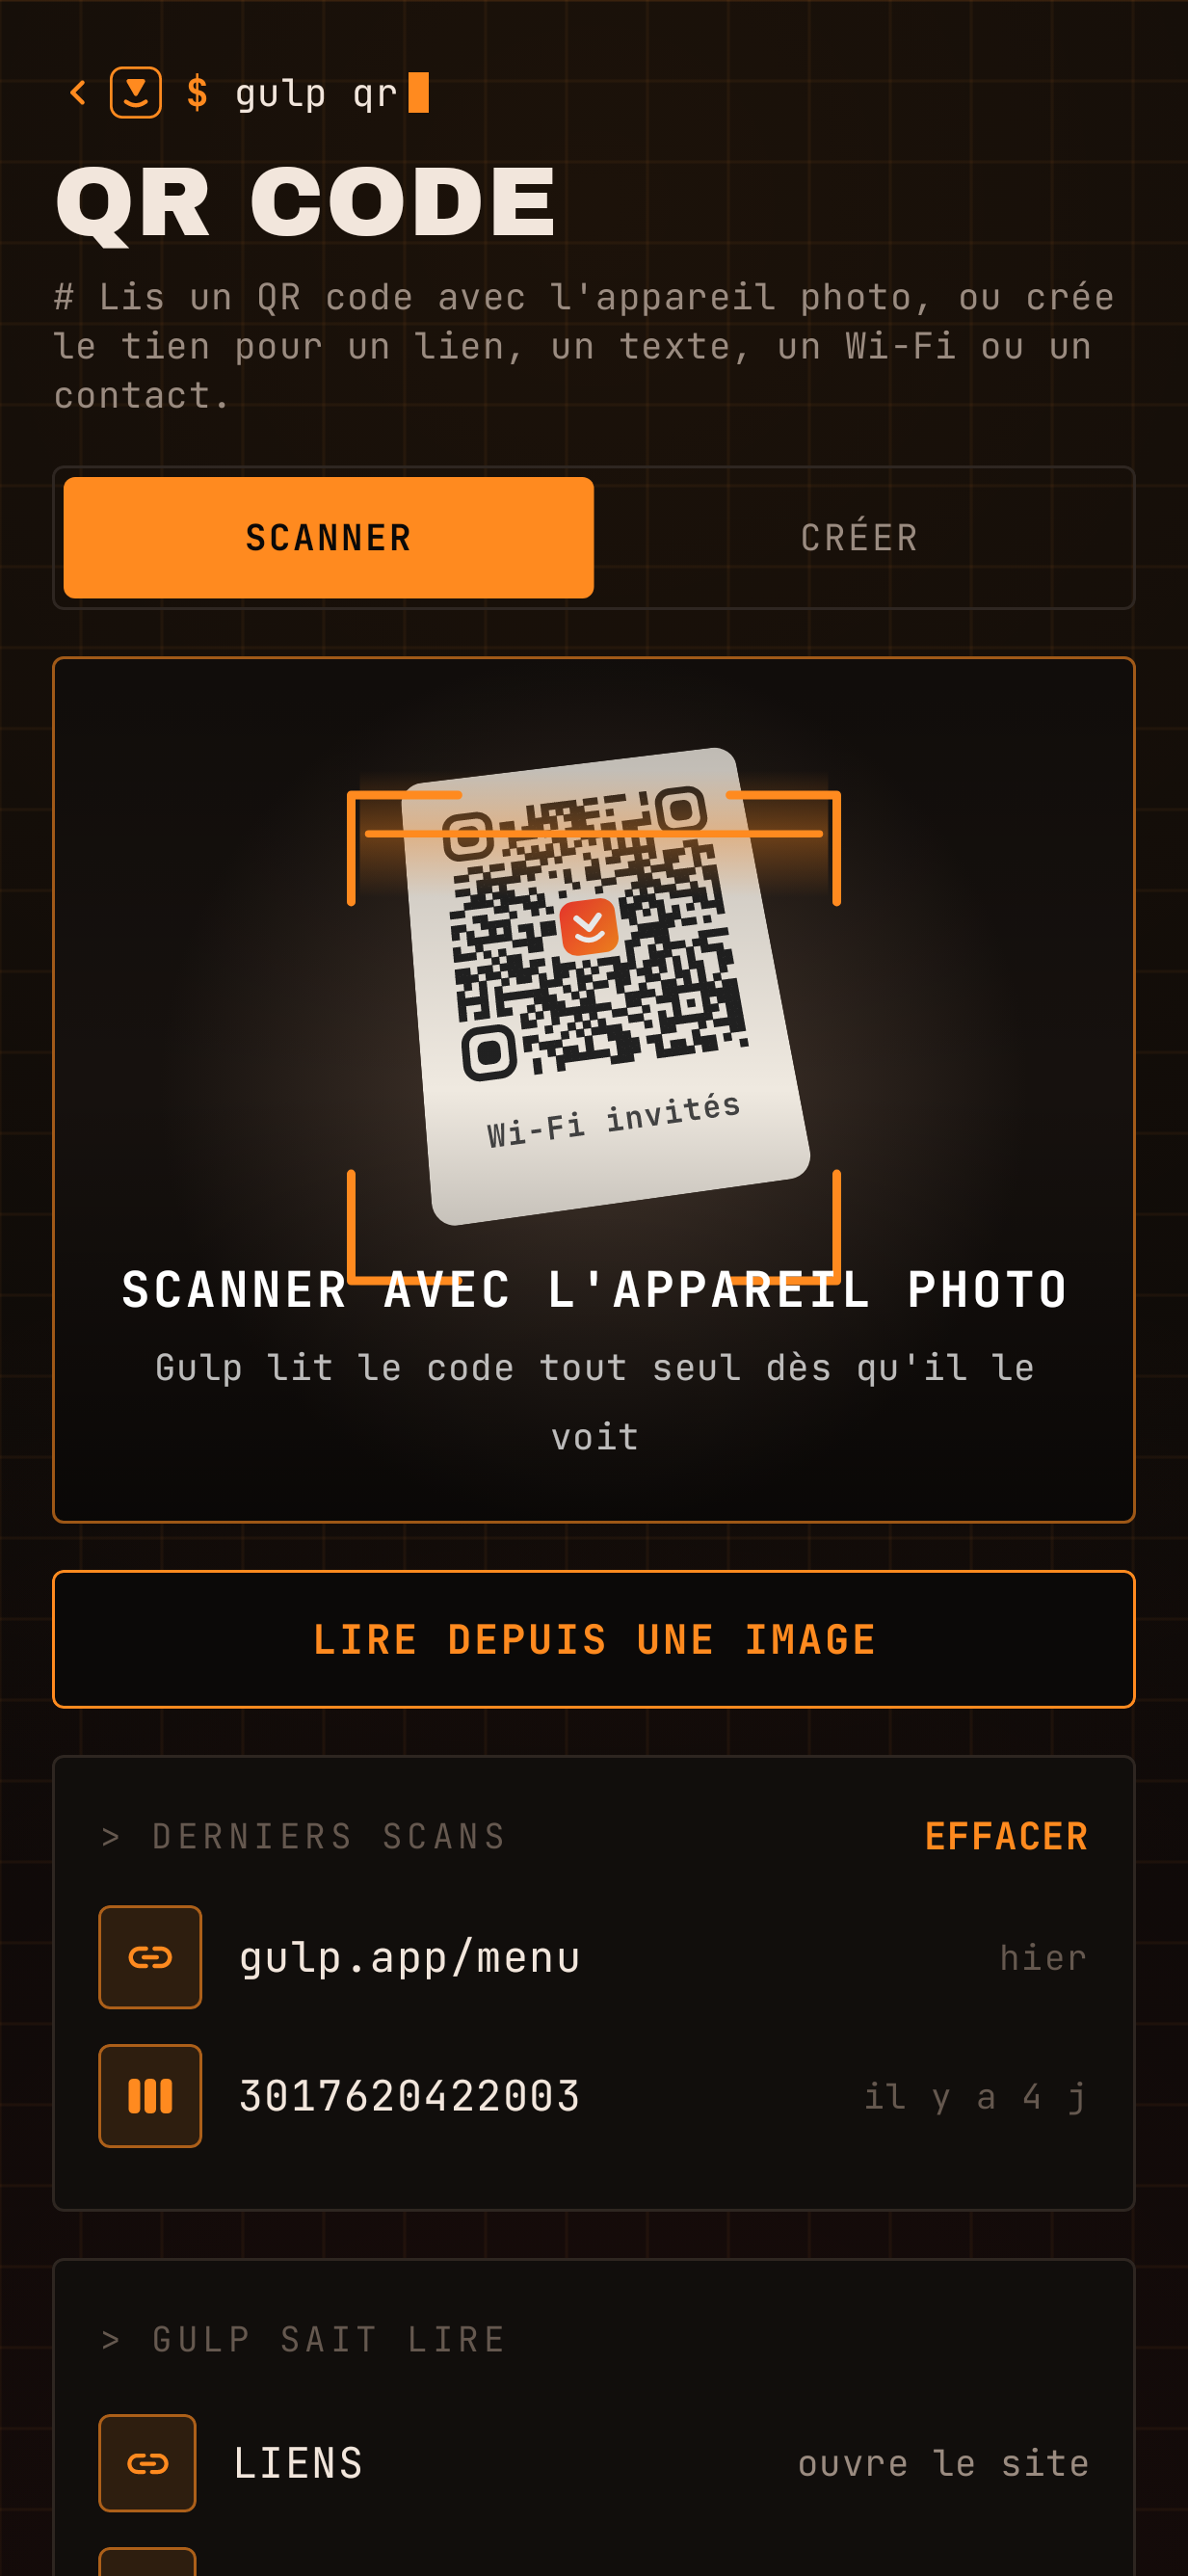 $ gulp qr
QR CODE
# Lis un QR code avec l'appareil photo, ou crée
le tien pour un lien, un texte, un Wi-Fi ou un
contact.
SCANNER
CRÉER
Wi-Fi invités
SCANNER AVEC L'APPAREIL PHOTO
Gulp lit le code tout seul dès qu'il le
voit
LIRE DEPUIS UNE IMAGE
> DERNIERS SCANS
EFFACER
gulp.app/menu
hier
3017620422003
il y a 4 j
> GULP SAIT LIRE
LIENS
ouvre le site